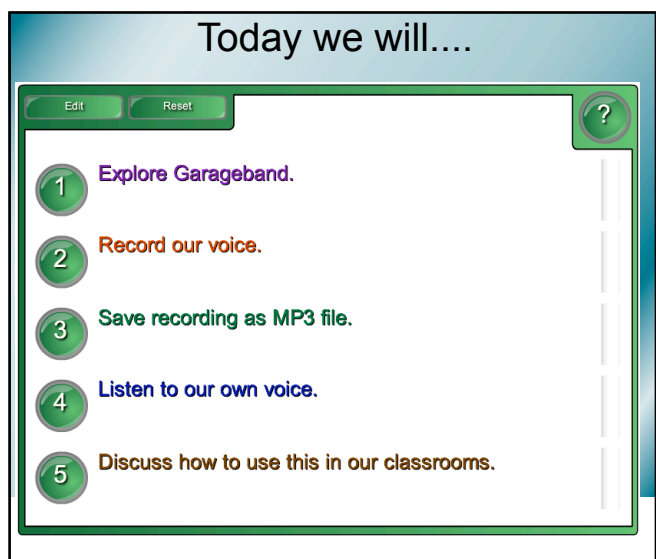 Today we will....
Edit Reset ?
1 Explore Garageband.
2 Record our voice.
3 Save recording as MP3 file.
4 Listen to our own voice.
5 Discuss how to use this in our classrooms.